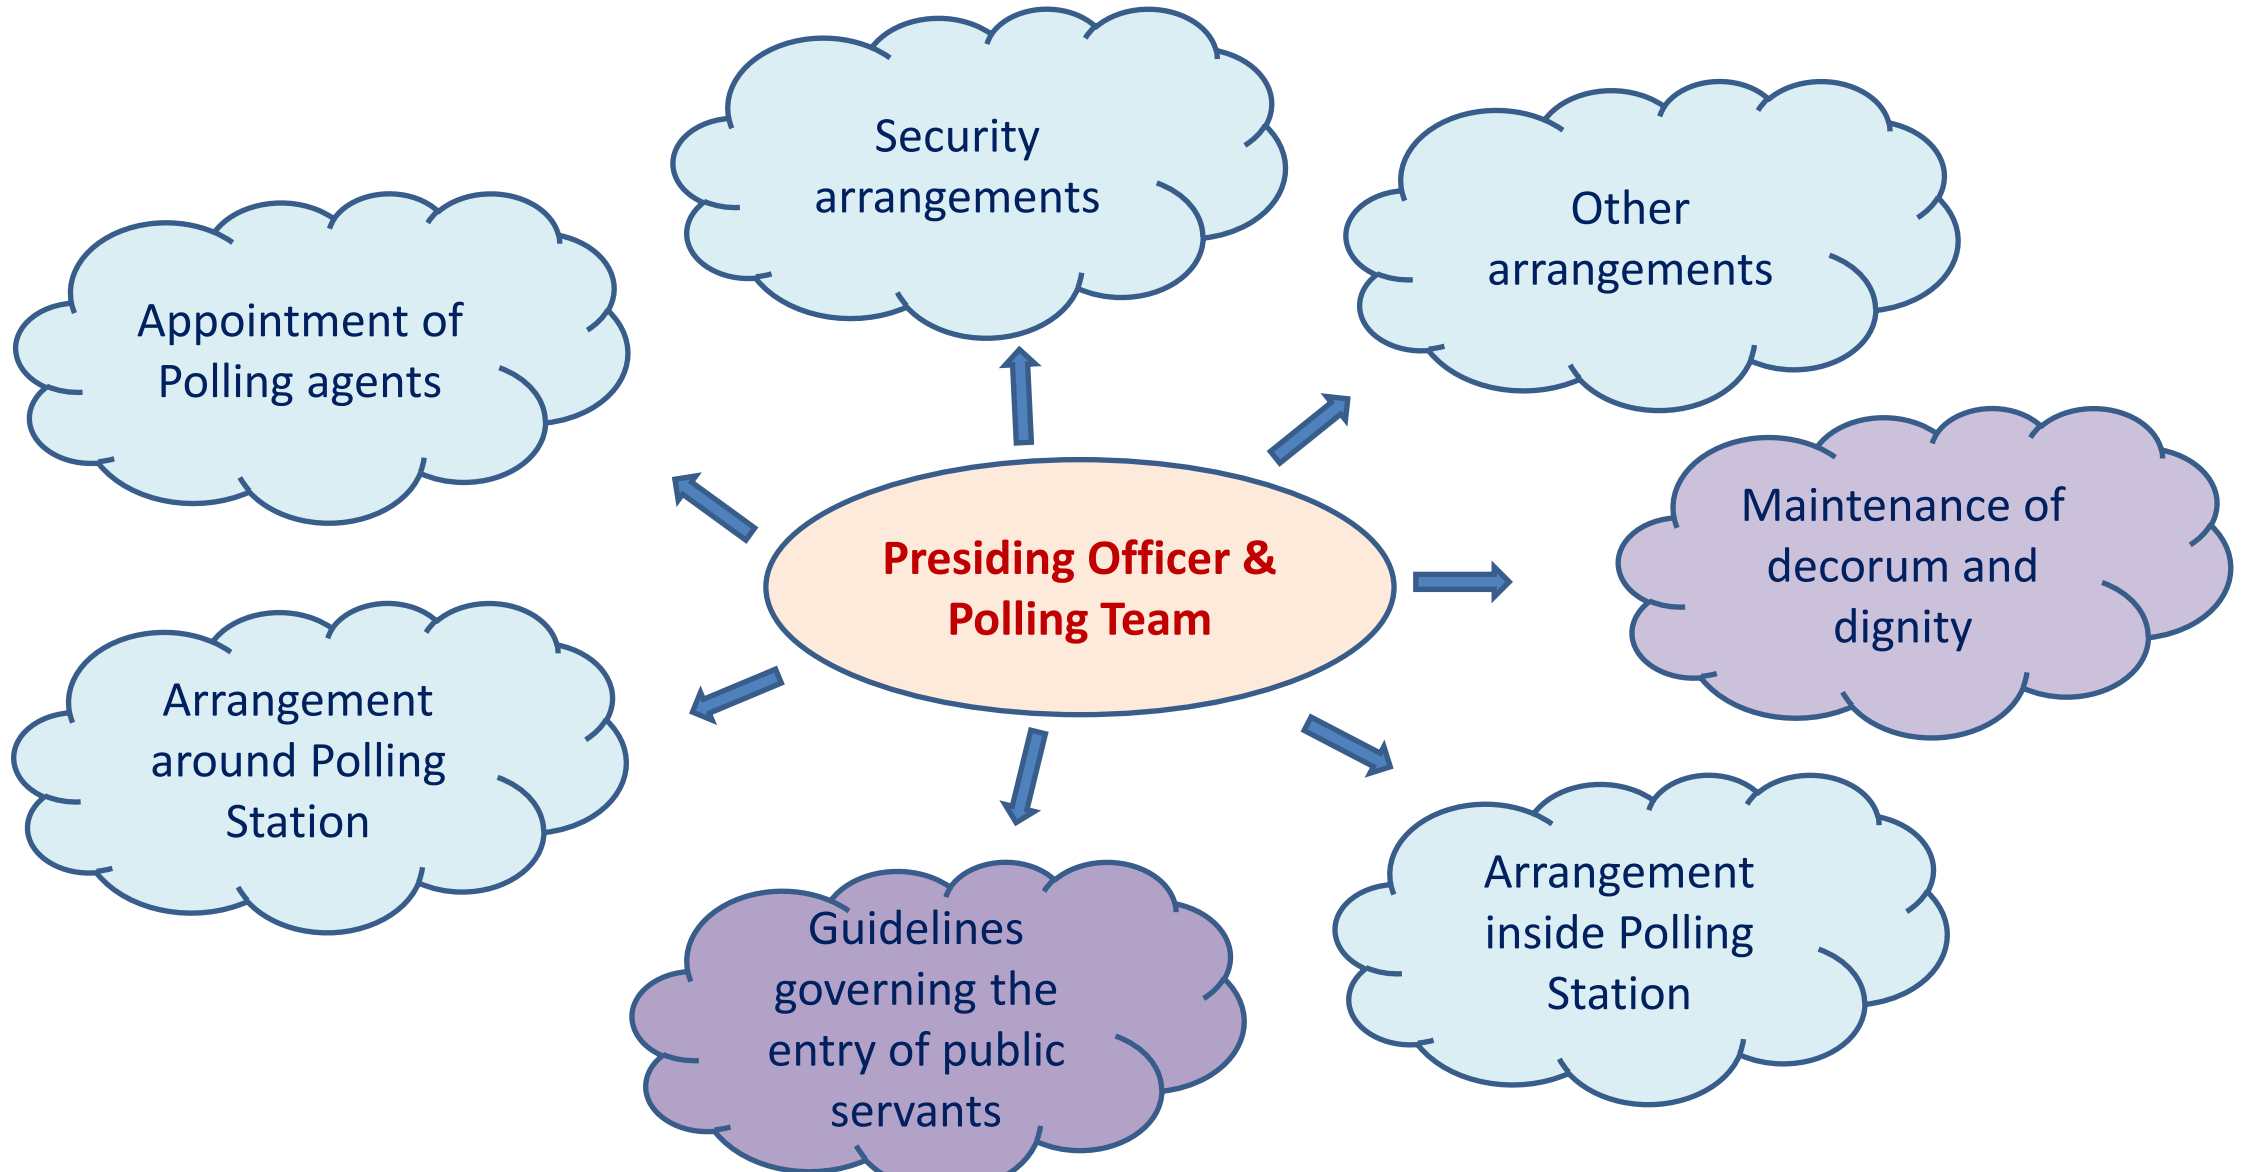 Security
arrangements
Other
arrangements
Appointment of
Polling agents
Maintenance of
decorum and
dignity
Presiding Officer &
Polling Team
Arrangement
around Polling
Station
Arrangement
inside Polling
Station
Guidelines
governing the
entry of public
servants